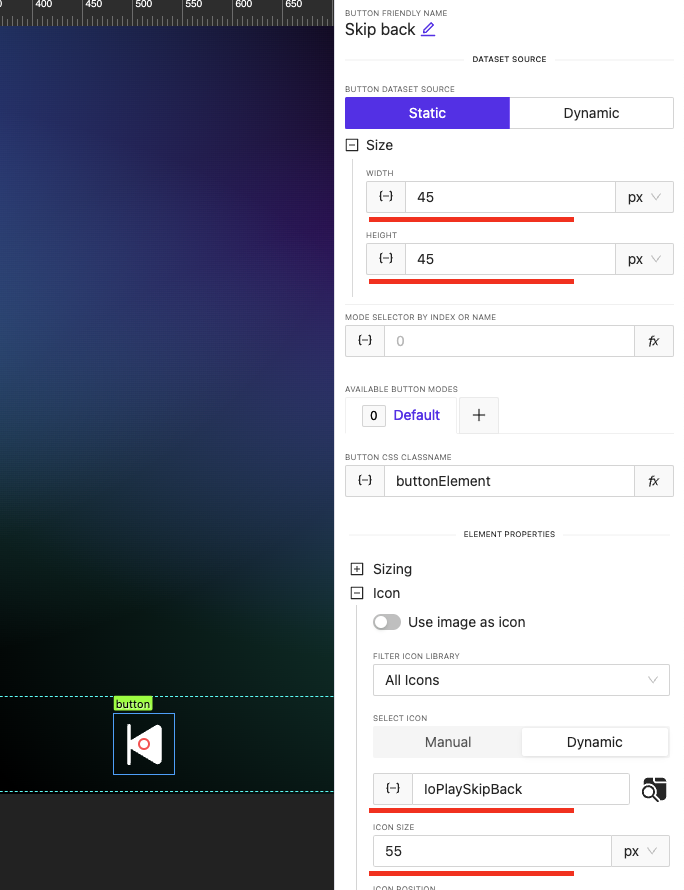 400 450 500 550 600 650
BUTTON FRIENDLY NAME
Skip back
DATASET SOURCE
BUTTON DATASET SOURCE
Static Dynamic
Size
WIDTH
{--} 45 px
HEIGHT
{--} 45 px
MODE SELECTOR BY INDEX OR NAME
{--} 0 fx
AVAILABLE BUTTON MODES
0 Default +
BUTTON CSS CLASSNAME
{--} buttonElement fx
ELEMENT PROPERTIES
Sizing
Icon
Use image as icon
FILTER ICON LIBRARY
All Icons
SELECT ICON
Manual Dynamic
{--} IoPlaySkipBack
ICON SIZE
55 px
ICON POSITION
button